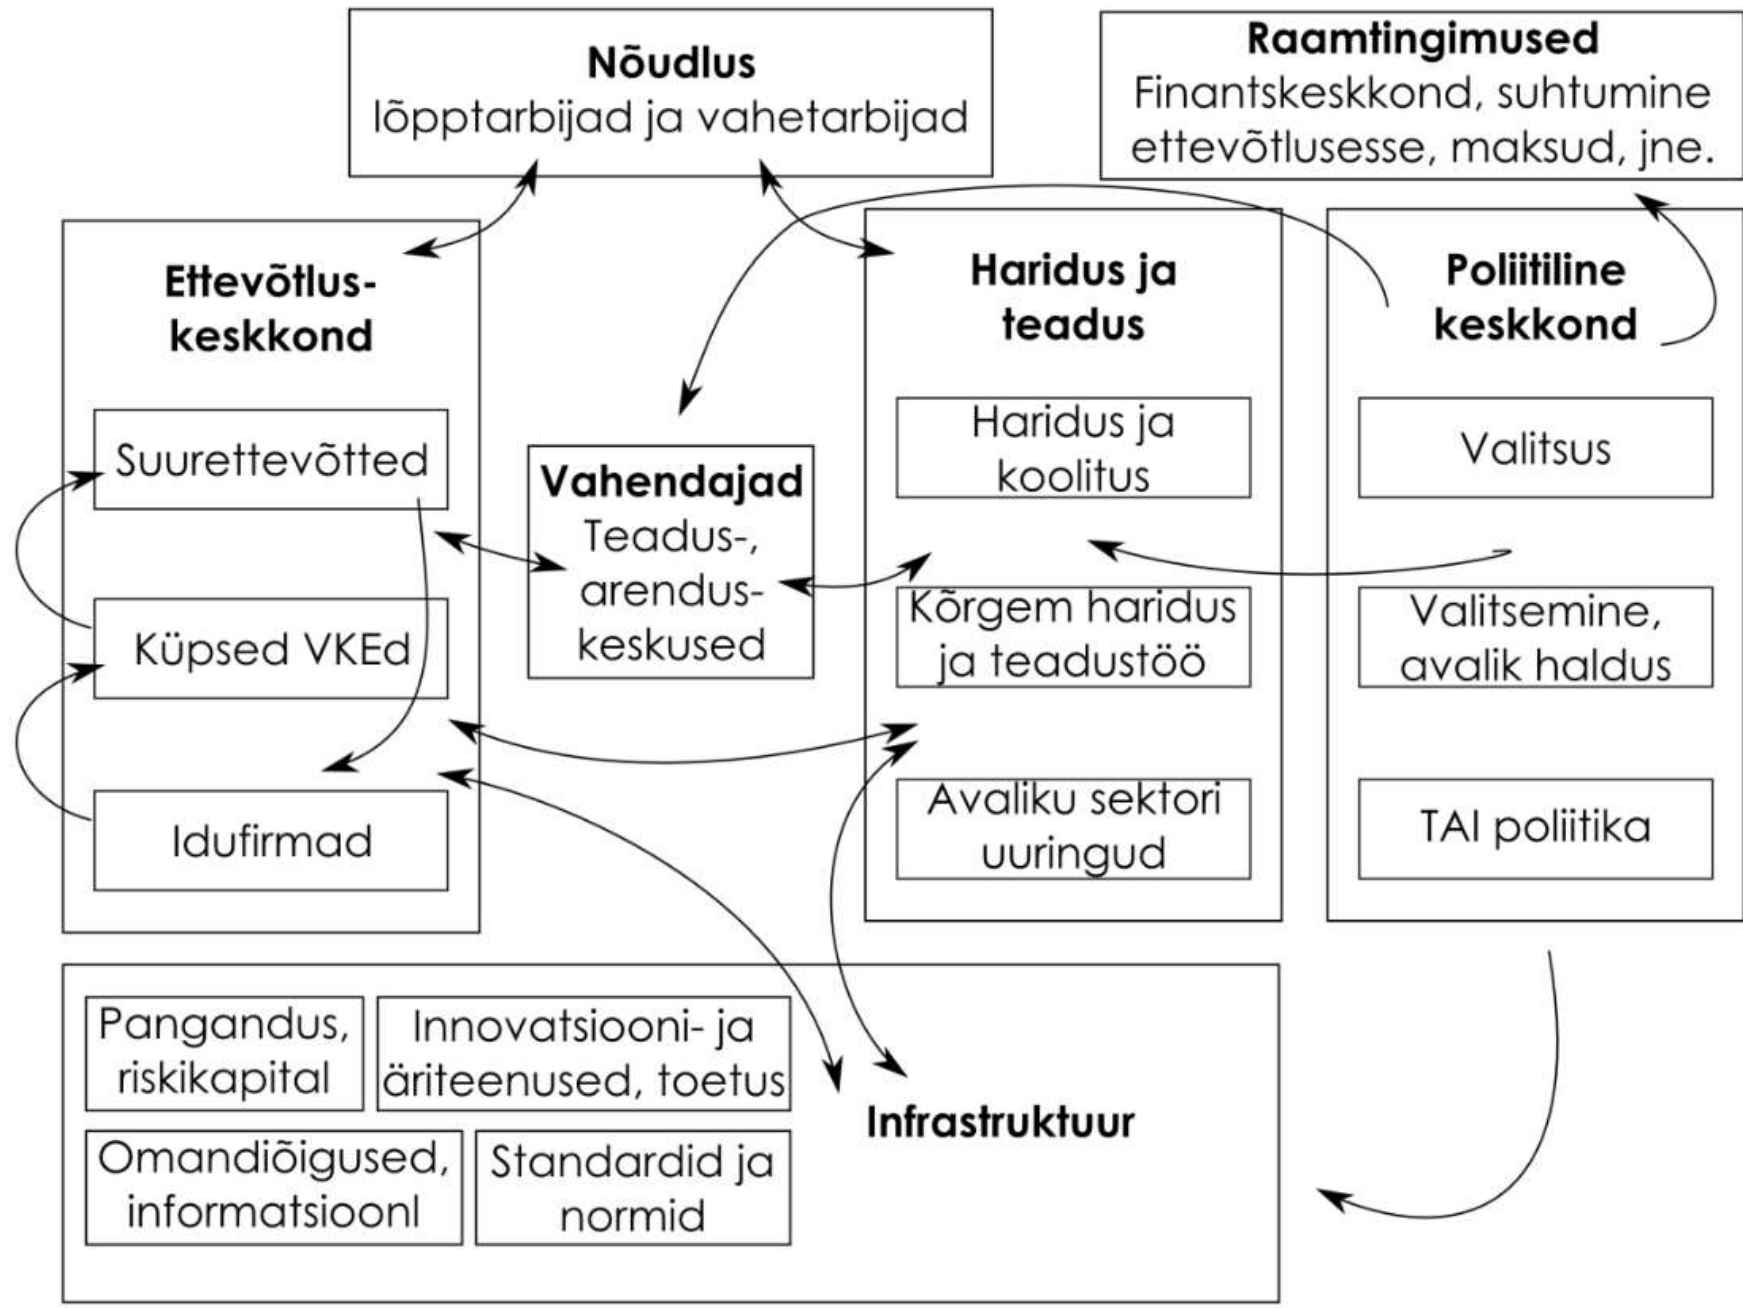 Nõudlus
lõpptarbijad ja vahetarbijad
Raamtingimused
Finantskeskkond, suhtumine
ettevõtlusesse, maksud, jne.
Ettevõtlus-
keskkond
Suurettevõtted
Küpsed VKEd
Idufirmad
Vahendajad
Teadus-,
arendus-
keskused
Haridus ja
teadus
Haridus ja
koolitus
Kõrgem haridus
ja teadustöö
Avaliku sektori
uuringud
Poliitiline
keskkond
Valitsus
Valitsemine,
avalik haldus
TAI poliitika
Pangandus,
riskikapital
Innovatsiooni- ja
äriteenused, toetus
Omandiõigused,
informatsioonl
Standardid ja
normid
Infrastruktuur